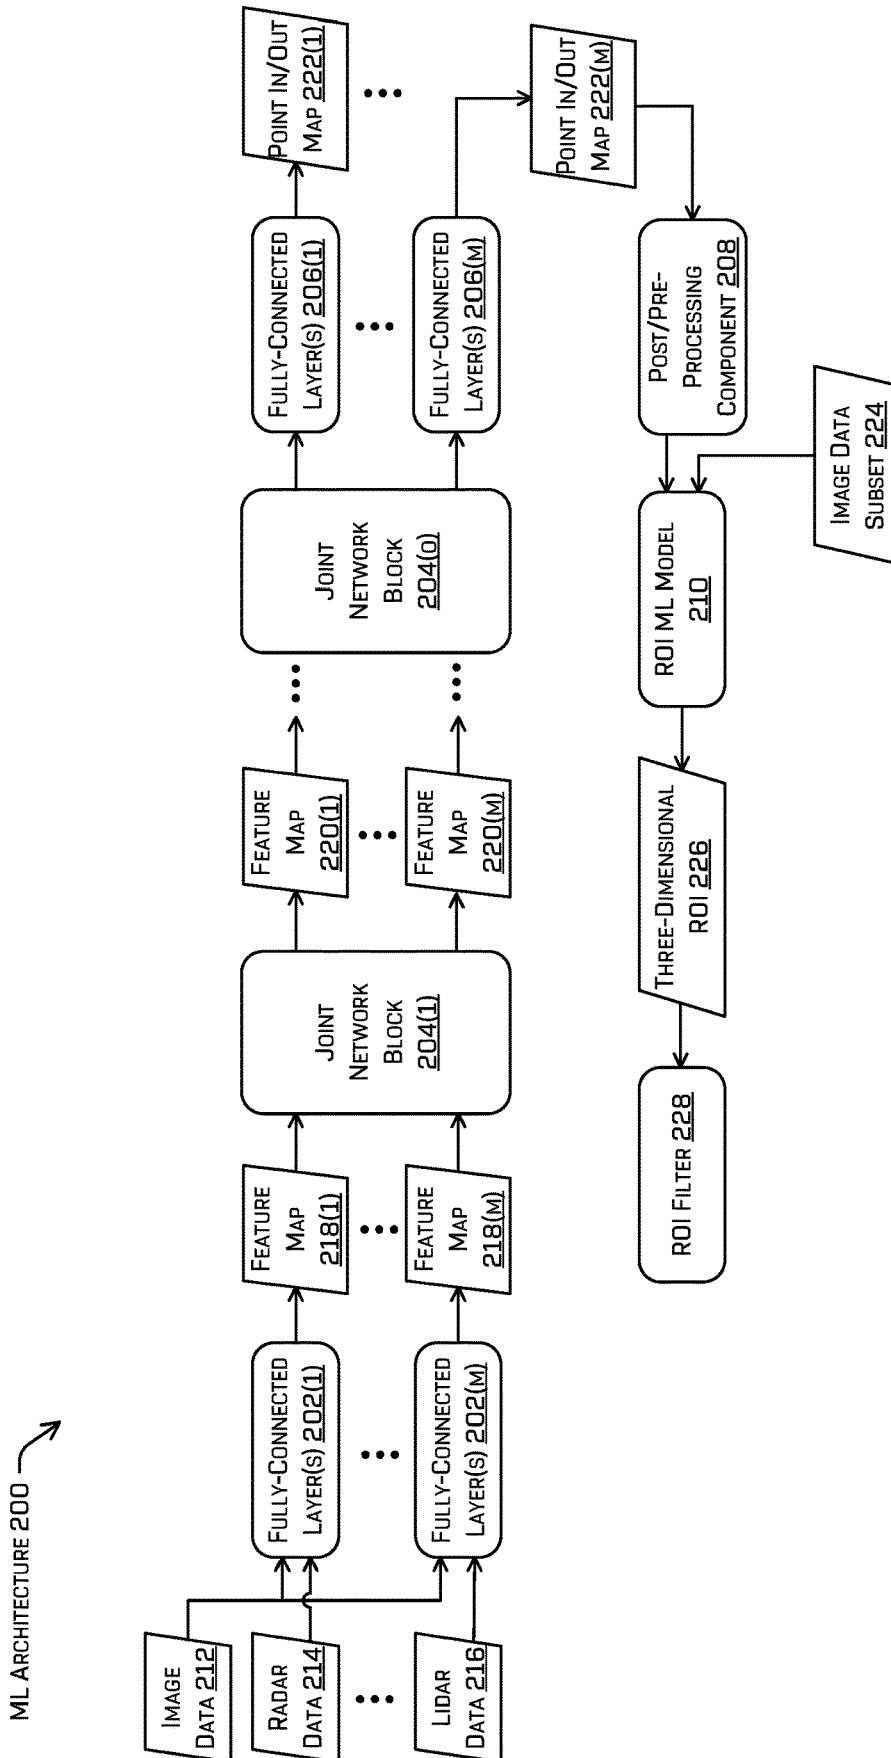 ML ARCHITECTURE 200
IMAGE
DATA 212
RADAR
DATA 214
LIDAR
DATA 216
FULLY-CONNECTED
LAYER(S) 202(1)
FULLY-CONNECTED
LAYER(S) 202(M)
FEATURE
MAP
218(1)
FEATURE
MAP
218(M)
JOINT
NETWORK
BLOCK
204(1)
FEATURE
MAP
220(1)
FEATURE
MAP
220(M)
JOINT
NETWORK
BLOCK
204(O)
FULLY-CONNECTED
LAYER(S) 206(1)
FULLY-CONNECTED
LAYER(S) 206(M)
POINT IN/OUT
MAP 222(1)
POINT IN/OUT
MAP 222(M)
POST/PRE-
PROCESSING
COMPONENT 208
IMAGE DATA
SUBSET 224
ROI ML MODEL
210
THREE-DIMENSIONAL
ROI 226
ROI FILTER 228